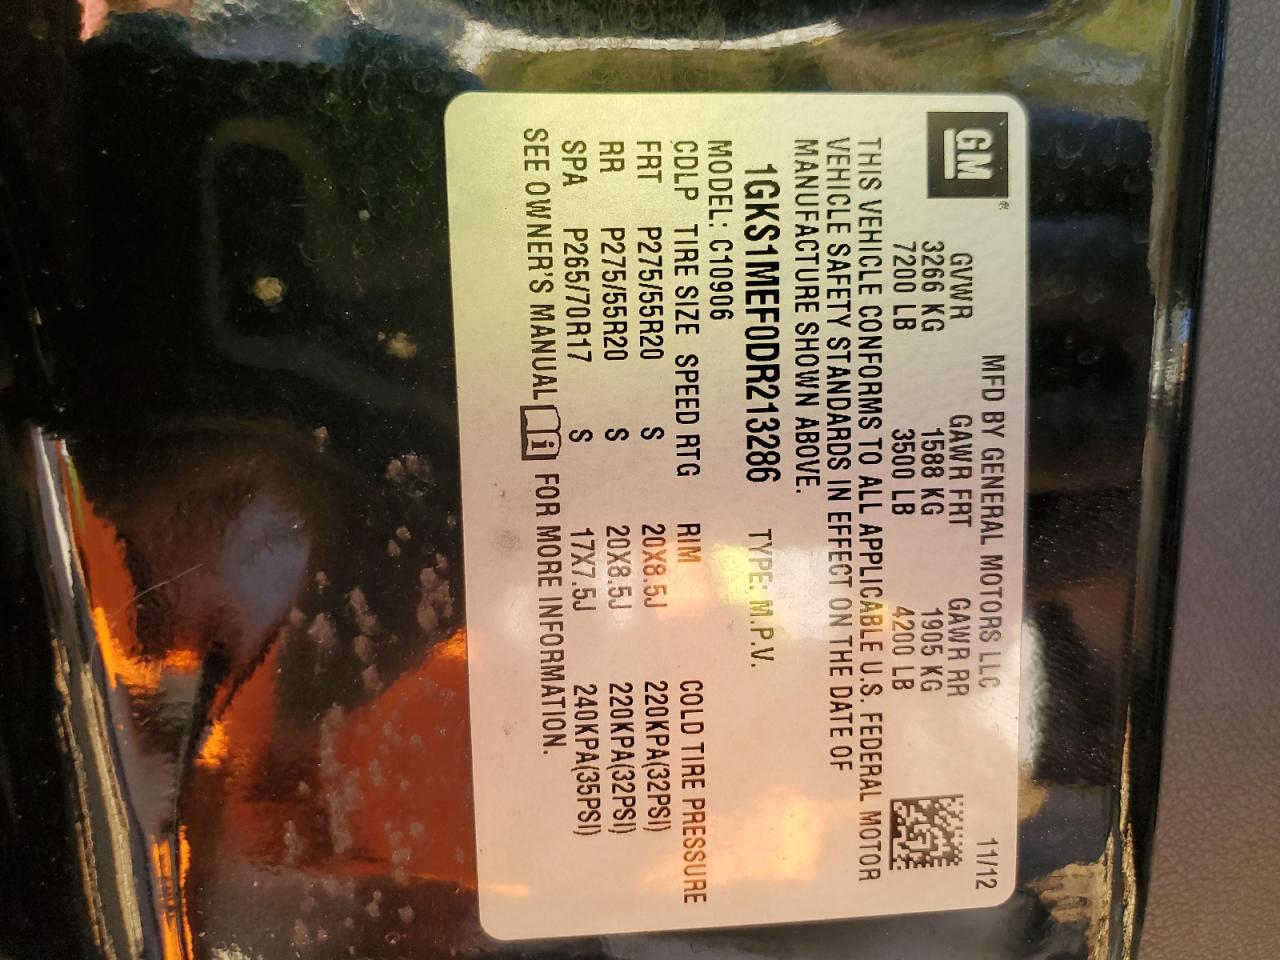 GM®
MFD BY GENERAL MOTORS LLC 11/12
GVWR GAWR FRT GAWR RR
3266 KG 1588 KG 1905 KG
7200 LB 3500 LB 4200 LB
THIS VEHICLE CONFORMS TO ALL APPLICABLE U.S. FEDERAL MOTOR
VEHICLE SAFETY STANDARDS IN EFFECT ON THE DATE OF
MANUFACTURE SHOWN ABOVE.
1GKS1MEF0DR213286 TYPE: M.P.V.
MODEL: C10906
CDLP TIRE SIZE SPEED RTG RIM COLD TIRE PRESSURE
FRT P275/55R20 S 20X8.5J 220KPA(32PSI)
RR P275/55R20 S 20X8.5J 220KPA(32PSI)
SPA P265/70R17 S 17X7.5J 240KPA(35PSI)
SEE OWNER'S MANUAL i FOR MORE INFORMATION.